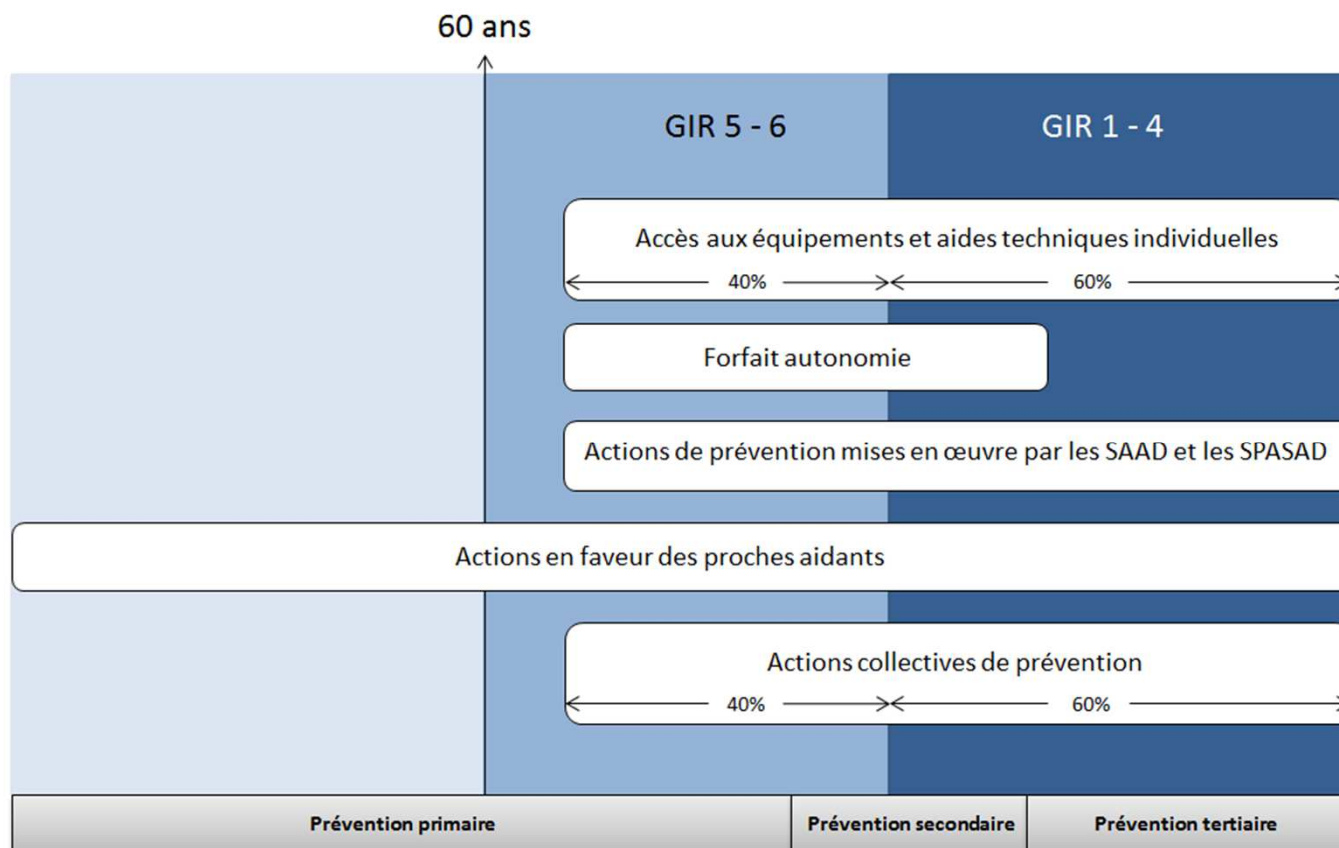 60 ans
GIR 5 - 6
GIR 1 - 4
Accès aux équipements et aides techniques individuelles
40%
60%
Forfait autonomie
Actions de prévention mises en œuvre par les SAAD et les SPASAD
Actions en faveur des proches aidants
Actions collectives de prévention
40%
60%
Prévention primaire
Prévention secondaire
Prévention tertiaire